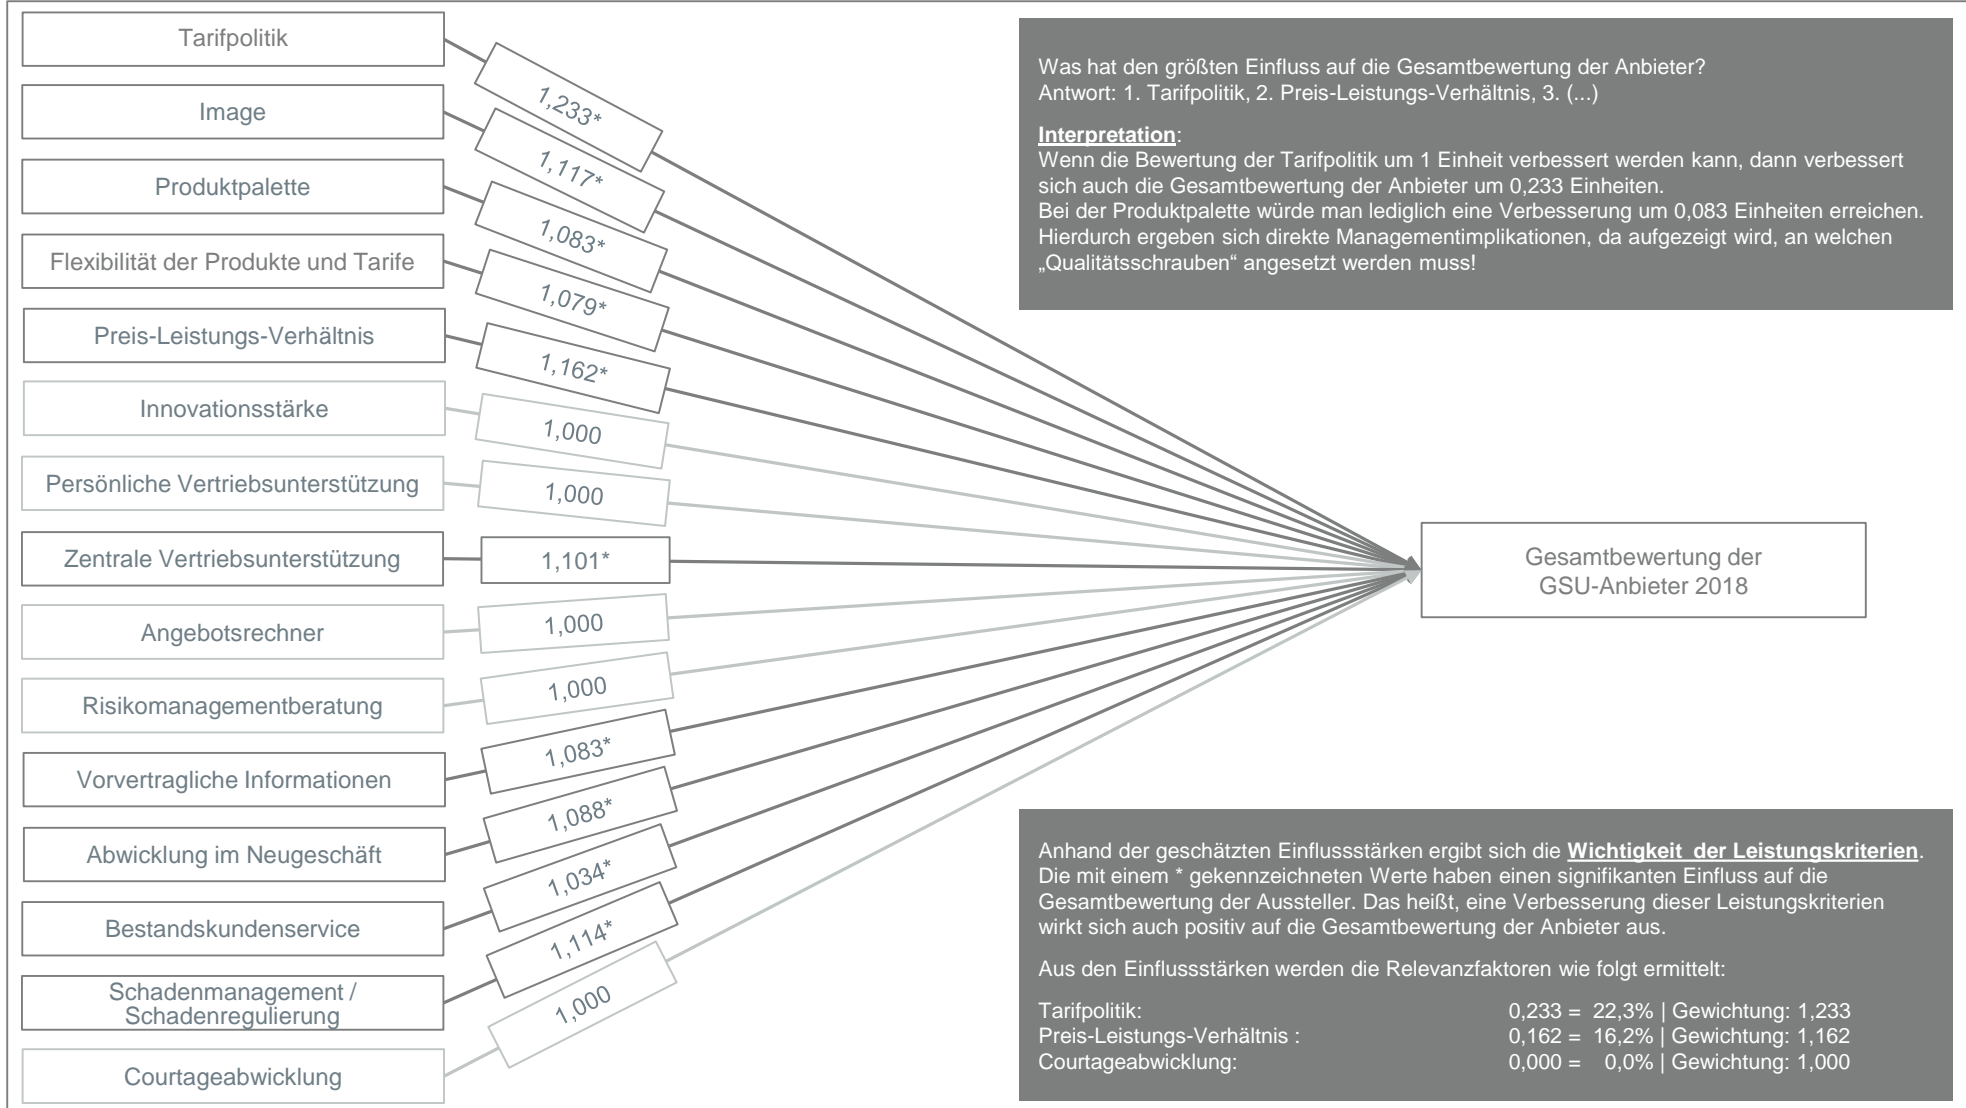 Tarifpolitik
1,233*
Image
1,117*
Produktpalette
1,083*
Flexibilität der Produkte und Tarife
1,079*
Preis-Leistungs-Verhältnis
1,162*
Innovationsstärke
1,000
Persönliche Vertriebsunterstützung
1,000
Zentrale Vertriebsunterstützung
1,101*
Angebotsrechner
1,000
Risikomanagementberatung
1,000
Vorvertragliche Informationen
1,083*
Abwicklung im Neugeschäft
1,088*
Bestandskundenservice
1,034*
Schadenmanagement /
Schadenregulierung
1,114*
Courtageabwicklung
1,000
Gesamtbewertung der
GSU-Anbieter 2018
Was hat den größten Einfluss auf die Gesamtbewertung der Anbieter?
Antwort: 1. Tarifpolitik, 2. Preis-Leistungs-Verhältnis, 3. (...)
Interpretation:
Wenn die Bewertung der Tarifpolitik um 1 Einheit verbessert werden kann, dann verbessert
sich auch die Gesamtbewertung der Anbieter um 0,233 Einheiten.
Bei der Produktpalette würde man lediglich eine Verbesserung um 0,083 Einheiten erreichen.
Hierdurch ergeben sich direkte Managementimplikationen, da aufgezeigt wird, an welchen
„Qualitätsschrauben“ angesetzt werden muss!
Anhand der geschätzten Einflussstärken ergibt sich die Wichtigkeit der Leistungskriterien.
Die mit einem * gekennzeichneten Werte haben einen signifikanten Einfluss auf die
Gesamtbewertung der Aussteller. Das heißt, eine Verbesserung dieser Leistungskriterien
wirkt sich auch positiv auf die Gesamtbewertung der Anbieter aus.
Aus den Einflussstärken werden die Relevanzfaktoren wie folgt ermittelt:
Tarifpolitik: 0,233 = 22,3% | Gewichtung: 1,233
Preis-Leistungs-Verhältnis : 0,162 = 16,2% | Gewichtung: 1,162
Courtageabwicklung: 0,000 = 0,0% | Gewichtung: 1,000